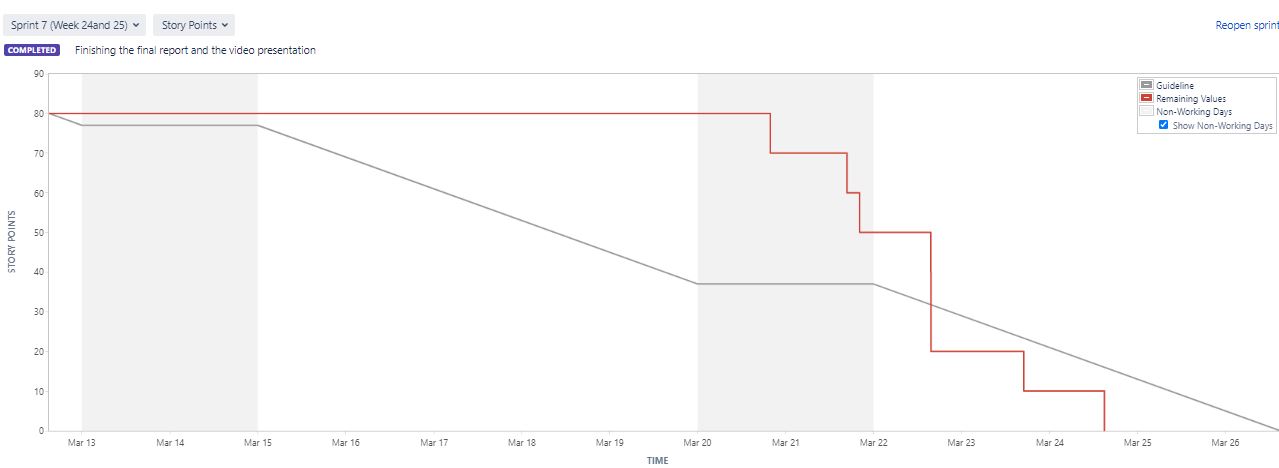 Sprint 7 (Week 24and 25) Story Points
Reopen sprint
COMPLETED Finishing the final report and the video presentation
Guideline
Remaining Values
Non-Working Days
Show Non-Working Days
STORY POINTS
90
80
70
60
50
40
30
20
10
0
Mar 13 Mar 14 Mar 15 Mar 16 Mar 17 Mar 18 Mar 19 Mar 20 Mar 21 Mar 22 Mar 23 Mar 24 Mar 25 Mar 26
TIME